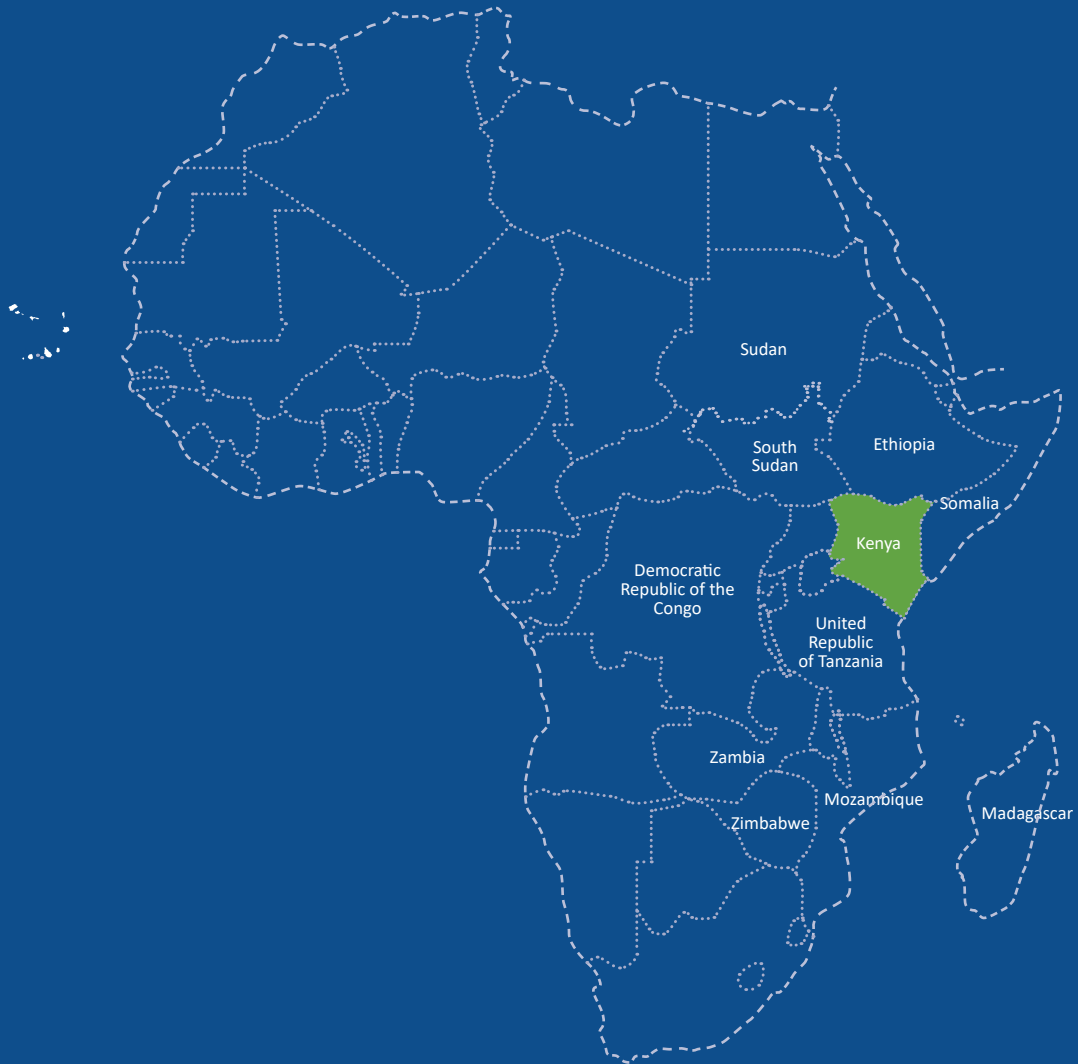 Sudan
South
Sudan
Ethiopia
Somalia
Kenya
Democratic
Republic of the
Congo
United
Republic
of Tanzania
Zambia
Mozambique
Zimbabwe
Madagascar